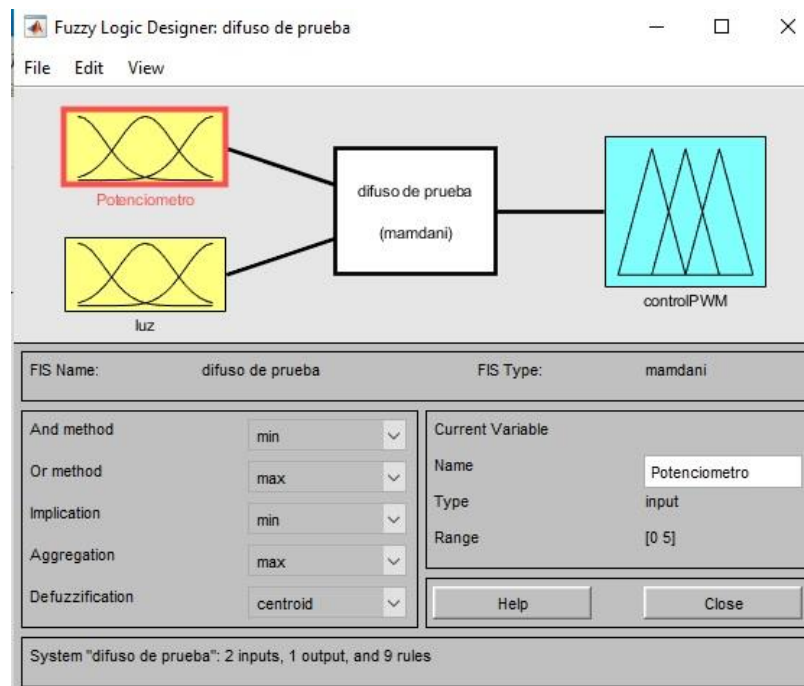 Fuzzy Logic Designer: difuso de prueba
File Edit View
Potenciometro
luz
difuso de prueba
(mamdani)
controlPWM
FIS Name: difuso de prueba FIS Type: mamdani
And method min
Or method max
Implication min
Aggregation max
Defuzzification centroid
Current Variable
Name Potenciometro
Type input
Range [0 5]
Help Close
System "difuso de prueba": 2 inputs, 1 output, and 9 rules